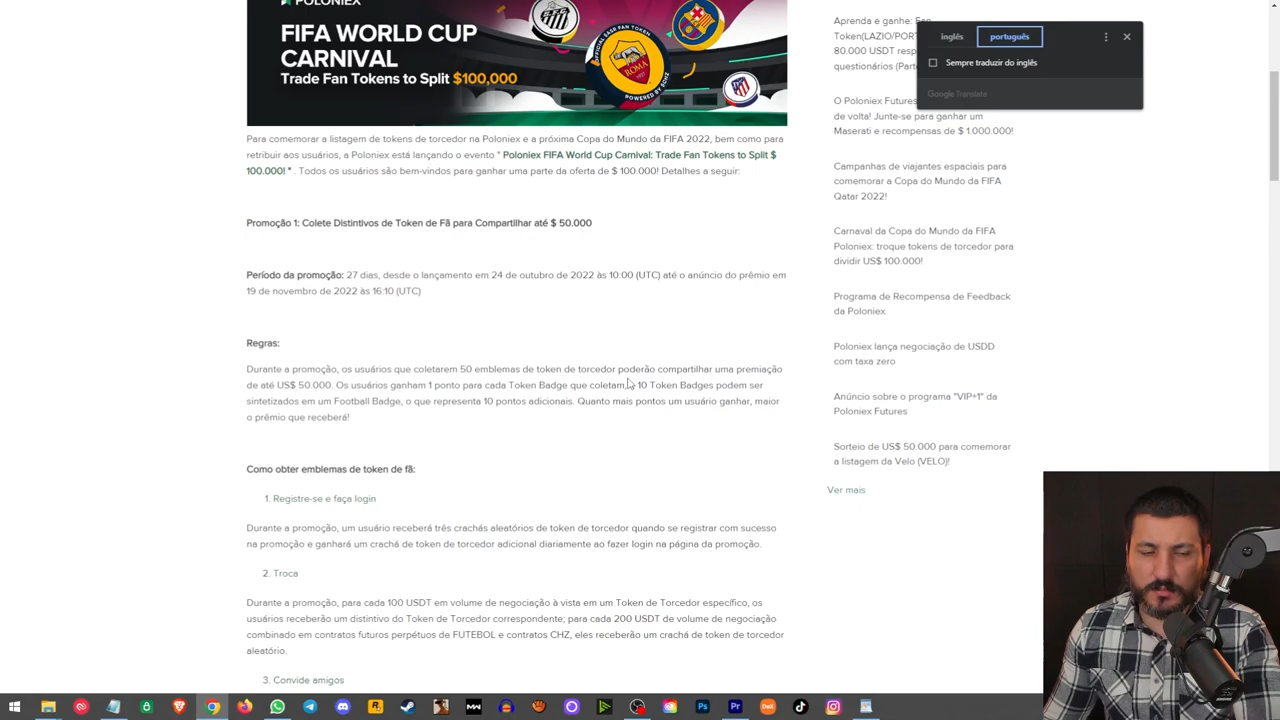 POLONIEX
FIFA WORLD CUP
CARNIVAL
Trade Fan Tokens to Split $100,000
ROMA
Para comemorar a listagem de tokens de torcedor na Poloniex e a próxima Copa do Mundo da FIFA 2022, bem como para
retribuir aos usuários, a Poloniex está lançando o evento " Poloniex FIFA World Cup Carnival: Trade Fan Tokens to Split $
100.000! " . Todos os usuários são bem-vindos para ganhar uma parte da oferta de $ 100.000! Detalhes a seguir:
Promoção 1: Colete Distintivos de Token de Fã para Compartilhar até $ 50.000
Período da promoção: 27 dias, desde o lançamento em 24 de outubro de 2022 às 10:00 (UTC) até o anúncio do prêmio em
19 de novembro de 2022 às 16:10 (UTC)
Regras:
Durante a promoção, os usuários que coletarem 50 emblemas de token de torcedor poderão compartilhar uma premiação
de até US$ 50.000. Os usuários ganham 1 ponto para cada Token Badge que coletam, 10 Token Badges podem ser
sintetizados em um Football Badge, o que representa 10 pontos adicionais. Quanto mais pontos um usuário ganhar, maior
o prêmio que receberá!
Como obter emblemas de token de fã:
1. Registre-se e faça login
Durante a promoção, um usuário receberá três crachás aleatórios de token de torcedor quando se registrar com sucesso
na promoção e ganhará um crachá de token de torcedor adicional diariamente ao fazer login na página da promoção.
2. Troca
Durante a promoção, para cada 100 USDT em volume de negociação à vista em um Token de Torcedor específico, os
usuários receberão um distintivo do Token de Torcedor correspondente; para cada 200 USDT de volume de negociação
combinado em contratos futuros perpétuos de FUTEBOL e contratos CHZ, eles receberão um crachá de token de torcedor
aleatório.
3. Convide amigos
Aprenda e ganhe: Fan
Token(LAZIO/POR
80.000 USDT resp
questionários (Part
O Poloniex Futures
de volta! Junte-se para ganhar um
Maserati e recompensas de $ 1.000.000!
Campanhas de viajantes espaciais para
comemorar a Copa do Mundo da FIFA
Qatar 2022!
Carnaval da Copa do Mundo da FIFA
Poloniex: troque tokens de torcedor para
dividir US$ 100.000!
Programa de Recompensa de Feedback
da Poloniex
Poloniex lança negociação de USDD
com taxa zero
Anúncio sobre o programa "VIP+1" da
Poloniex Futures
Sorteio de US$ 50.000 para comemorar
a listagem da Velo (VELO)!
Ver mais
inglês
português
Sempre traduzir do inglês
Google Translate